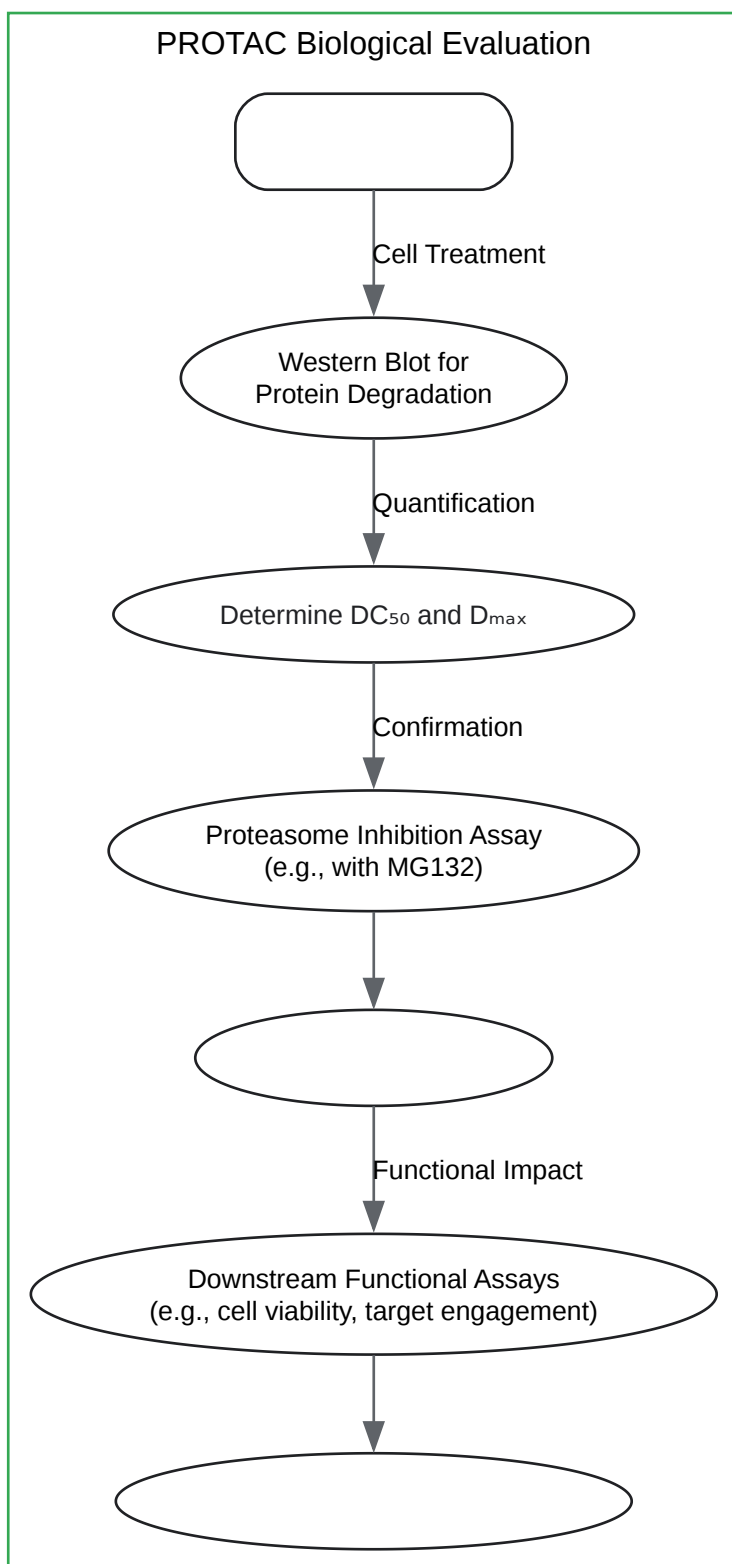 PROTAC Biological Evaluation
Cell Treatment
Western Blot for
Protein Degradation
Quantification
Determine DC₅₀ and Dₘₐₓ
Confirmation
Proteasome Inhibition Assay
(e.g., with MG132)
Functional Impact
Downstream Functional Assays
(e.g., cell viability, target engagement)